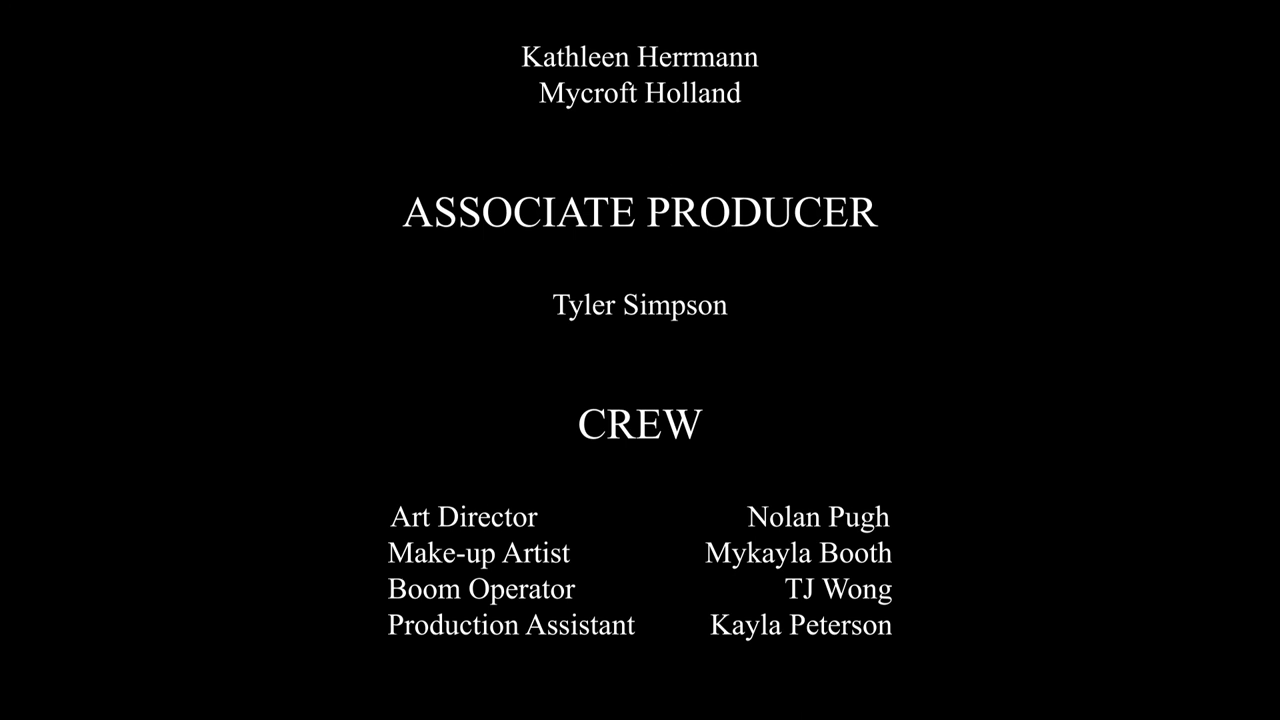 Kathleen Herrmann
Mycroft Holland
ASSOCIATE PRODUCER
Tyler Simpson
CREW
Art Director Nolan Pugh
Make-up Artist Mykayla Booth
Boom Operator TJ Wong
Production Assistant Kayla Peterson